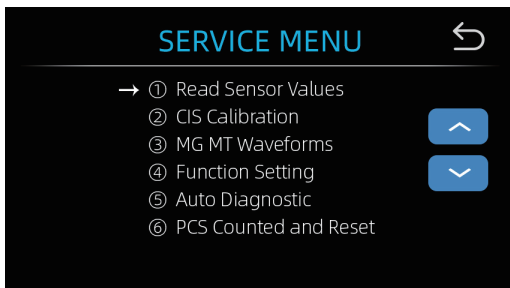 SERVICE MENU
→ ① Read Sensor Values
② CIS Calibration
③ MG MT Waveforms
④ Function Setting
⑤ Auto Diagnostic
⑥ PCS Counted and Reset